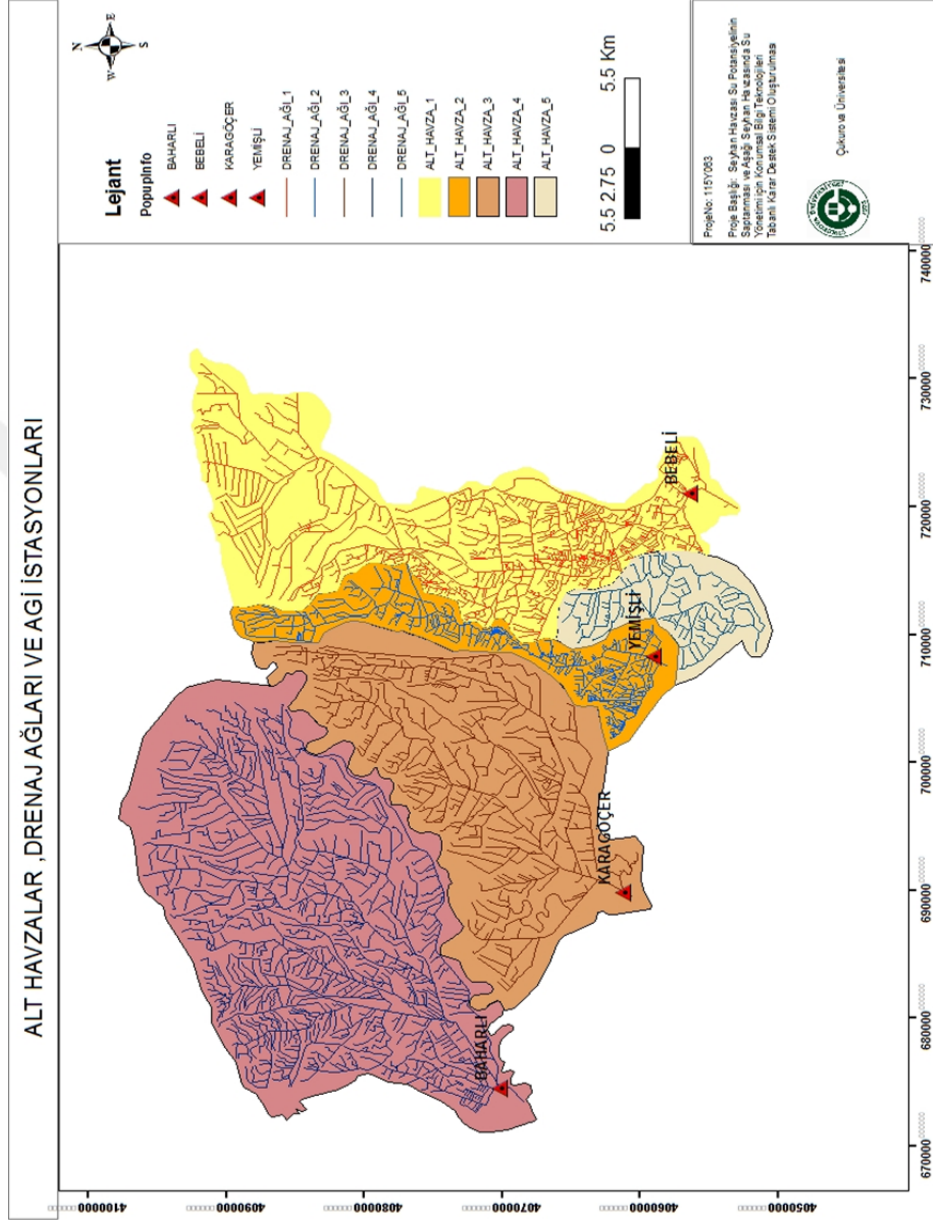 ALT HAVZALAR ,DRENAJ AĞLARI VE AGİ İSTASYONLARI
N
W
E
S
Lejant
PopupInfo
BAHARLI
BEBELİ
KARAGÖÇER
YEMİŞLİ
DRENAJ_AĞI_1
DRENAJ_AĞI_2
DRENAJ_AĞI_3
DRENAJ_AĞI_4
DRENAJ_AĞI_5
ALT_HAVZA_1
ALT_HAVZA_2
ALT_HAVZA_3
ALT_HAVZA_4
ALT_HAVZA_5
5.5 2.75 0 5.5 Km
ProjeNo: 115Y063
Proje Başlığı: Seyhan Havzası Su Potansiyelinin
Saptanması ve Aşağı Seyhan Havzasında Su
Yönetimi için Konumsal Bilgi Teknolojileri
Tabanlı Karar Destek Sistemi Oluşturulması
Çukurova Üniversitesi
BAHARLI
KARAGÖÇER
YEMİŞLİ
BEBELİ
4100000
4090000
4080000
4070000
4060000
4050000
670000
680000
690000
700000
710000
720000
730000
740000